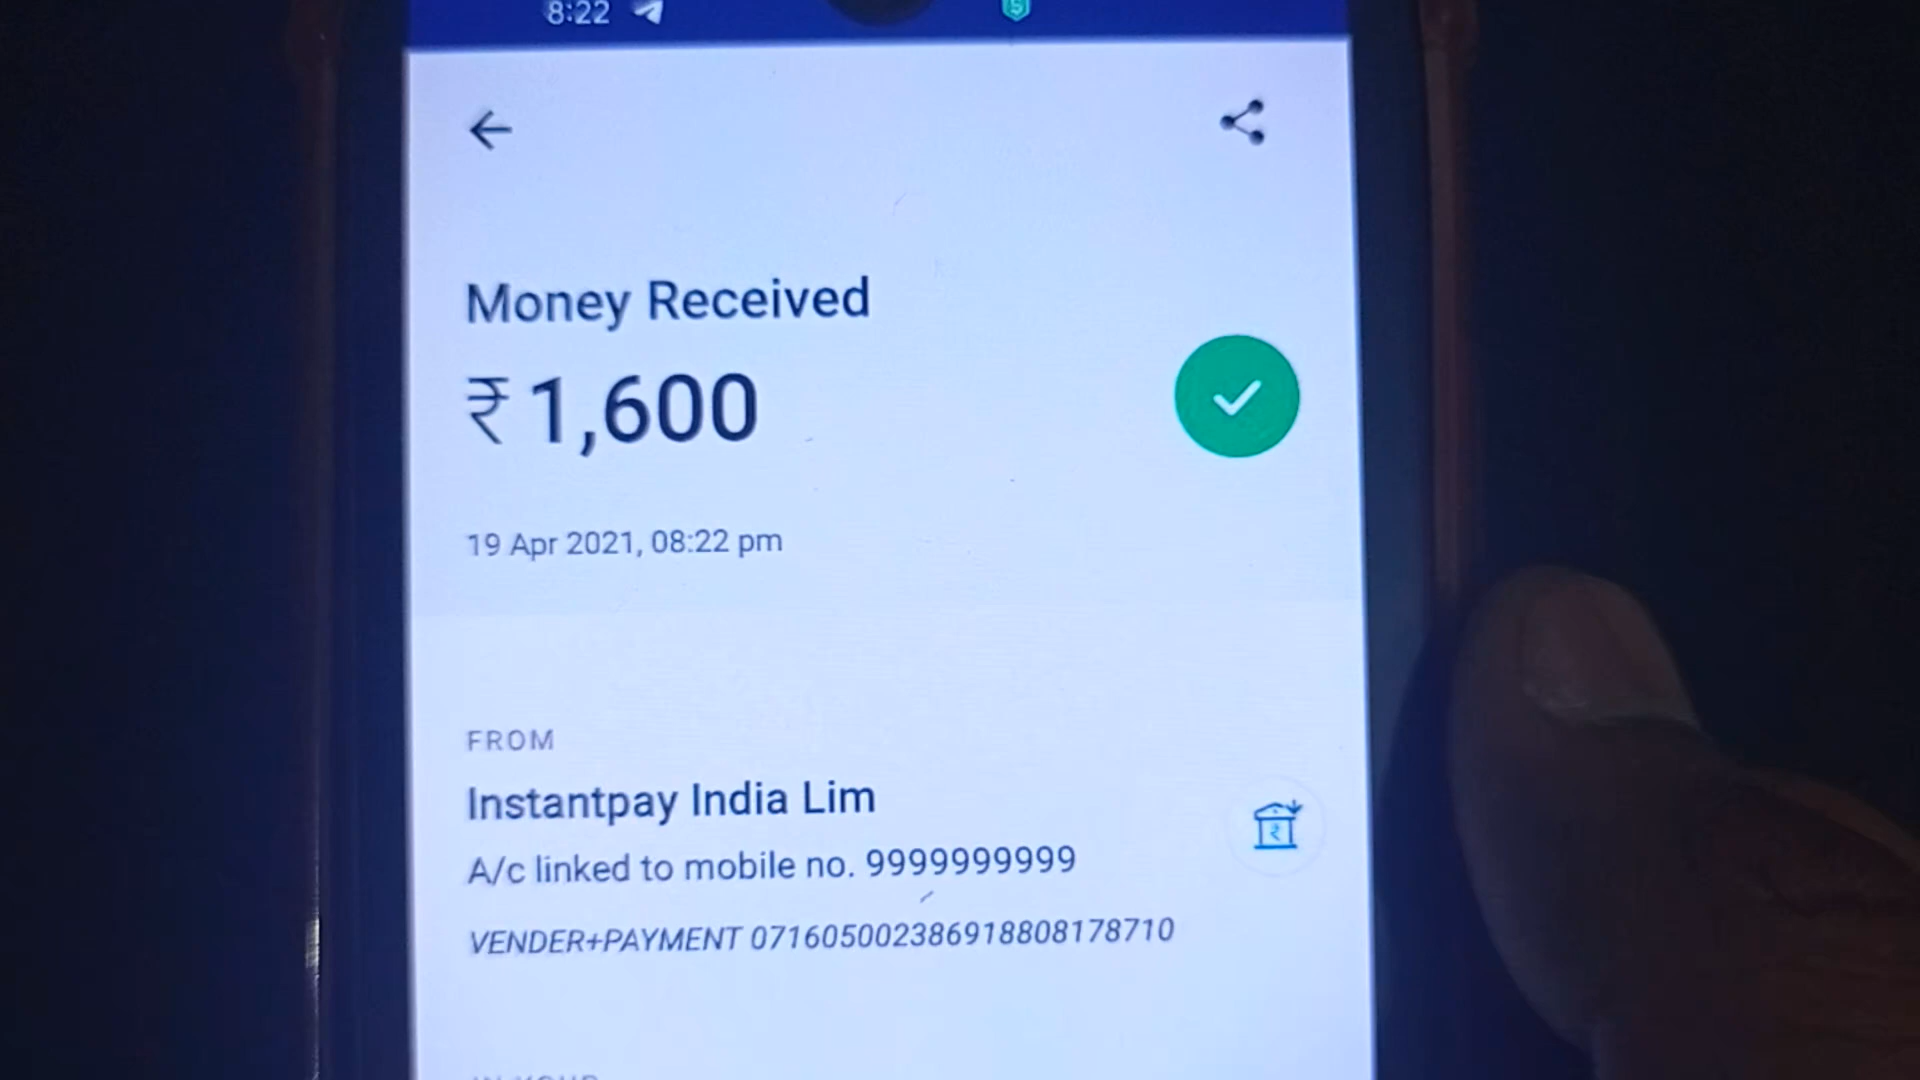 8:22
Money Received
₹1,600
19 Apr 2021, 08:22 pm
FROM
Instantpay India Lim
A/c linked to mobile no. 9999999999
VENDER+PAYMENT 071605002386918808178710